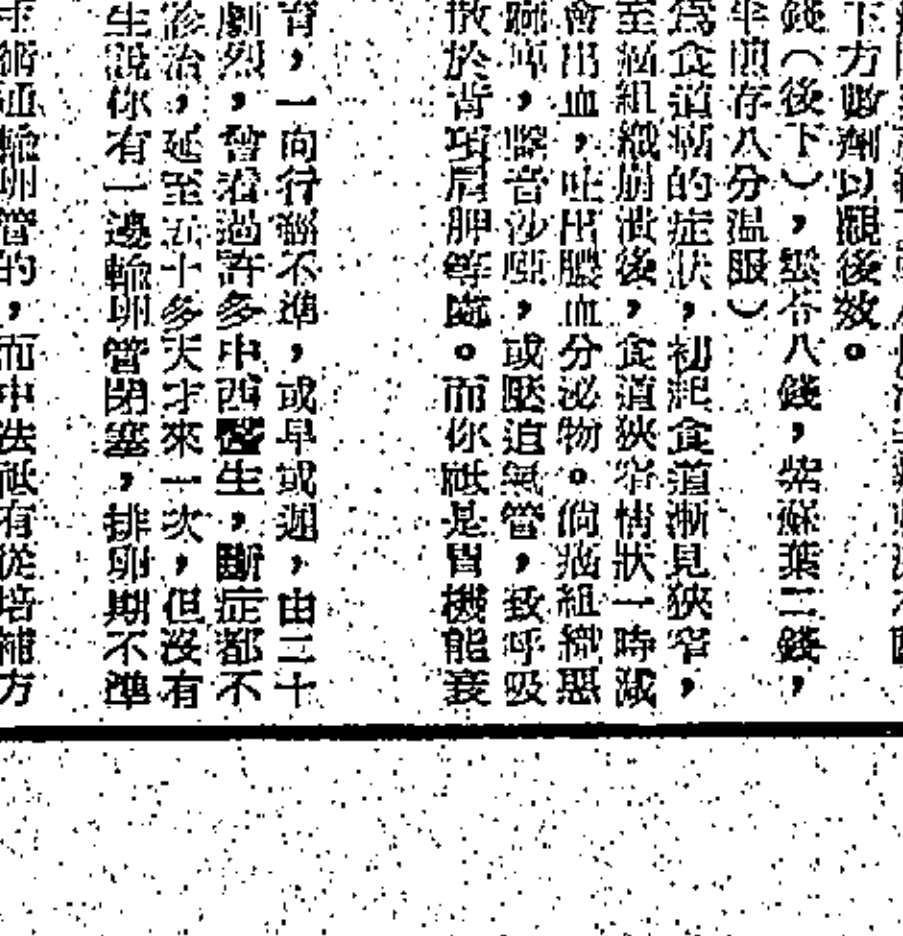 下方數劑以觀後效。
錢(後下),雲苓八錢,紫蘇葉二錢,
半煎存八分温服)
爲食道癌的症狀,初起食道漸見狹窄,
至癌組織崩潰後,食道狹窄情狀一時減
會出血,吐出膿血分泌物。倘癌組織惡
,聲音沙啞,或壓迫氣管,致呼吸
散於背項肩胛等處。而你祗是胃機能衰
育,一向行經不準,或早或遲,由二十
劇烈,曾看過許多中西醫生,斷症都不
診治,延至五十多天才來一次,但沒有
生說你有一邊輸卵管閉塞,排卵期不準
手術通輸卵管的,而中法祗有從培補方